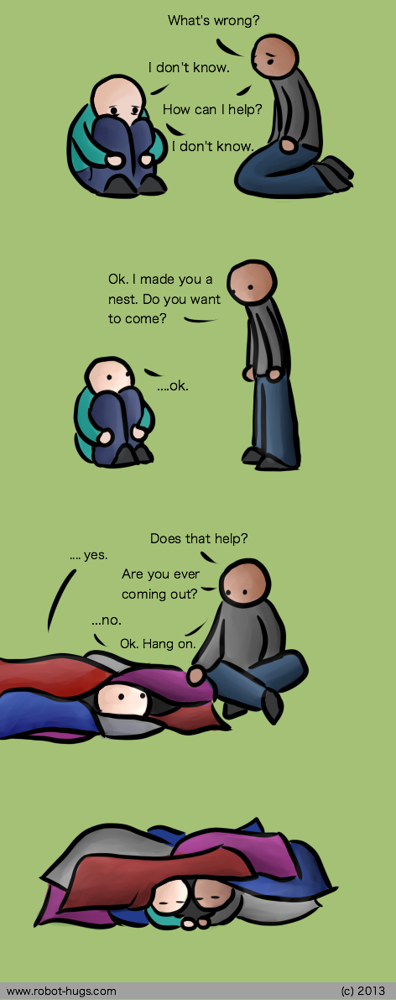 What's wrong?
I don't know.
How can I help?
I don't know.
Ok. I made you a
nest. Do you want
to come?
....ok.
Does that help?
.... yes.
Are you ever
coming out?
...no.
Ok. Hang on.
www.robot-hugs.com
(c) 2013